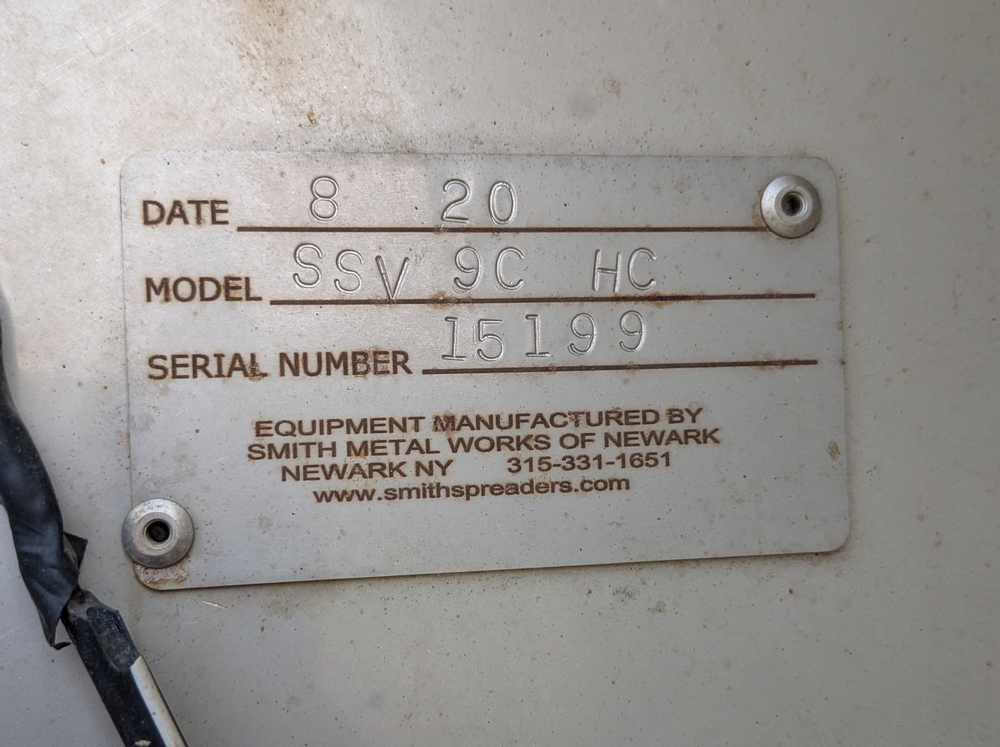 DATE 8 20
MODEL SSV 9C HC
SERIAL NUMBER 15199
EQUIPMENT MANUFACTURED BY
SMITH METAL WORKS OF NEWARK
NEWARK NY 315-331-1651
www.smithspreaders.com